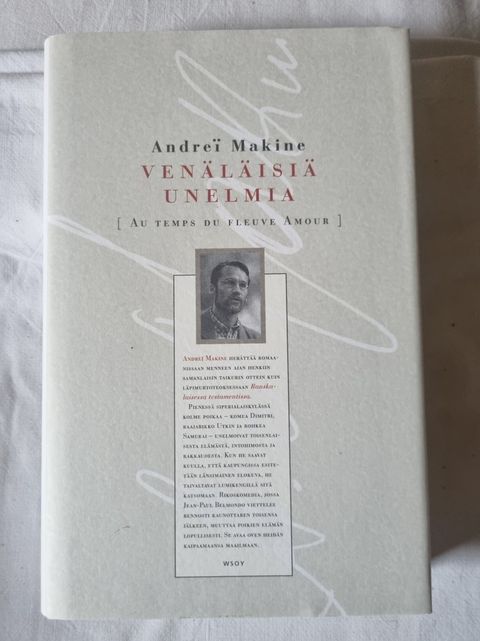 Andreï Makine
VENÄLÄISIÄ
UNELMIA
[ Au temps du fleuve Amour ]
Andreï Makine herättää romaa-
nissaan menneen ajan henkiin
samanlaisin taikurin ottein kuin
läpimurtoteoksessaan Ranska-
laisessa testamentissa.
Pienessä siperialaiskylässä
kolme poikaa – komea Dimitri,
raajarikko Utkin ja rohkea
Samurai – unelmoivat toisenlai-
sesta elämästä, intohimosta ja
rakkaudesta. Kun he saavat
kuulla, että kaupungissa esite-
tään länsimainen elokuva, he
taivaltavat lumikengillä sitä
katsomaan. Rikoskomedia, jossa
Jean-Paul Belmondo viettelee
rennosti kaunottaren toisensa
jälkeen, muuttaa poikien elämän
lopullisesti. Se avaa oven heidän
kaipaamaansa maailmaan.
WSOY